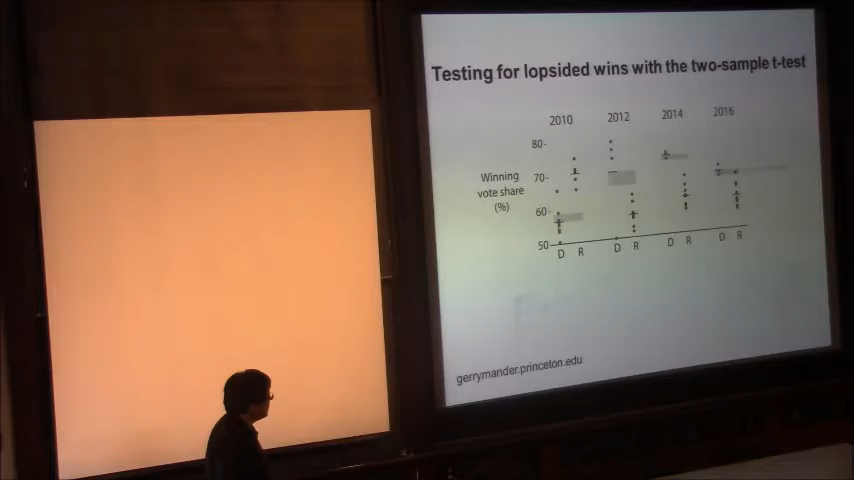 Testing for lopsided wins with the two-sample t-test
2010 2012 2014 2016
80-
Winning
vote share
(%)
70-
60-
50-
D R D R D R D R
gerrymander.princeton.edu